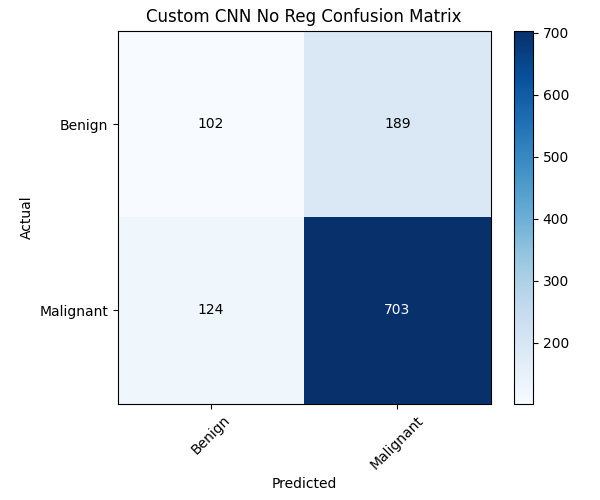 Custom CNN No Reg Confusion Matrix
Actual
Benign
102
189
Malignant
124
703
Benign
Malignant
Predicted
700
600
500
400
300
200